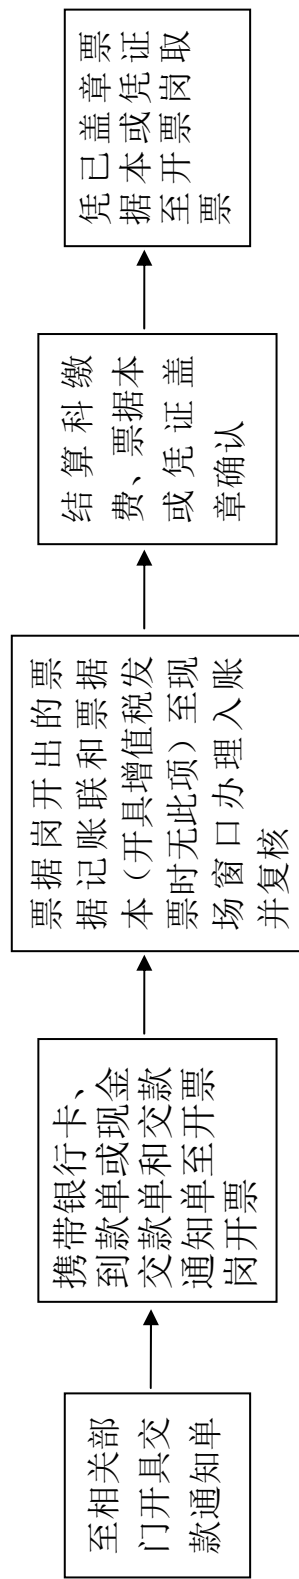 至相关部
门开具交
款通知单
携带银行卡、
到款单或现金
交款单和交款
通知单至开票
岗开票
票据岗开出的票
据记账联和票据
本（开具增值税发
票时无此项）至现
场窗口办理入账
并复核
结算科缴
费、票据本
或凭证盖
章确认
凭已盖章票
据本或凭证
至开票岗取
票